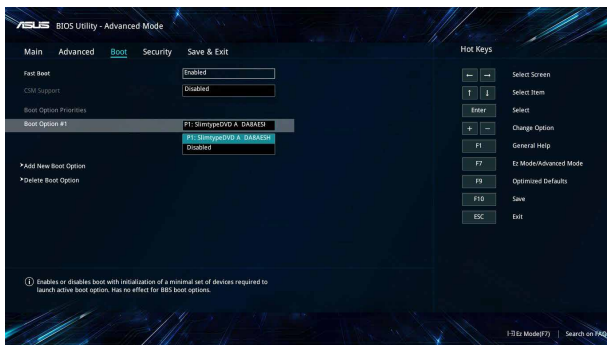 ASUS BIOS Utility - Advanced Mode
Main Advanced Boot Security Save & Exit
Hot Keys
Fast Boot Enabled
CSM Support Disabled
Boot Option Priorities
Boot Option #1 P1: SlimtypeDVD A DA8AESI
P1: SlimtypeDVD A DA8AESH
Disabled
>Add New Boot Option
>Delete Boot Option
← → Select Screen
↑ ↓ Select Item
Enter Select
+ − Change Option
F1 General Help
F7 Ez Mode/Advanced Mode
F9 Optimized Defaults
F10 Save
ESC Exit
i Enables or disables boot with initialization of a minimal set of devices required to
launch active boot option. Has no effect for BBS boot options.
Ez Mode(F7) | Search on FAQ